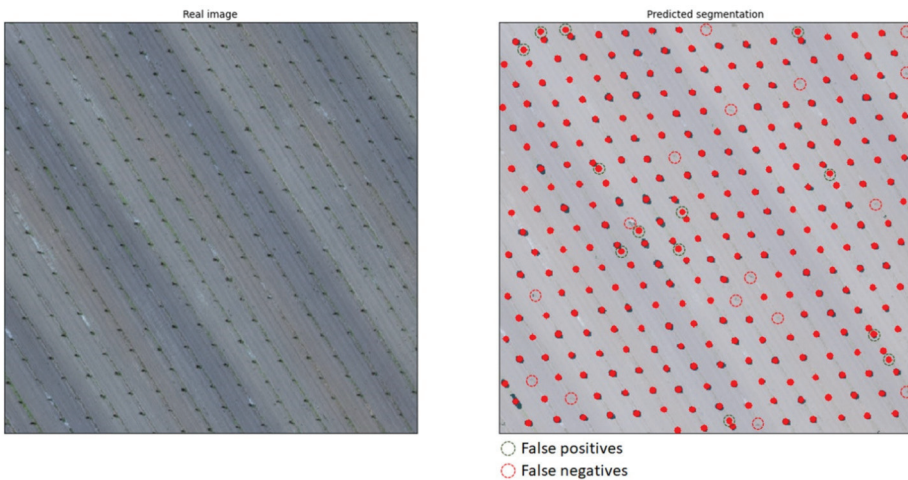 Real image
Predicted segmentation
False positives
False negatives